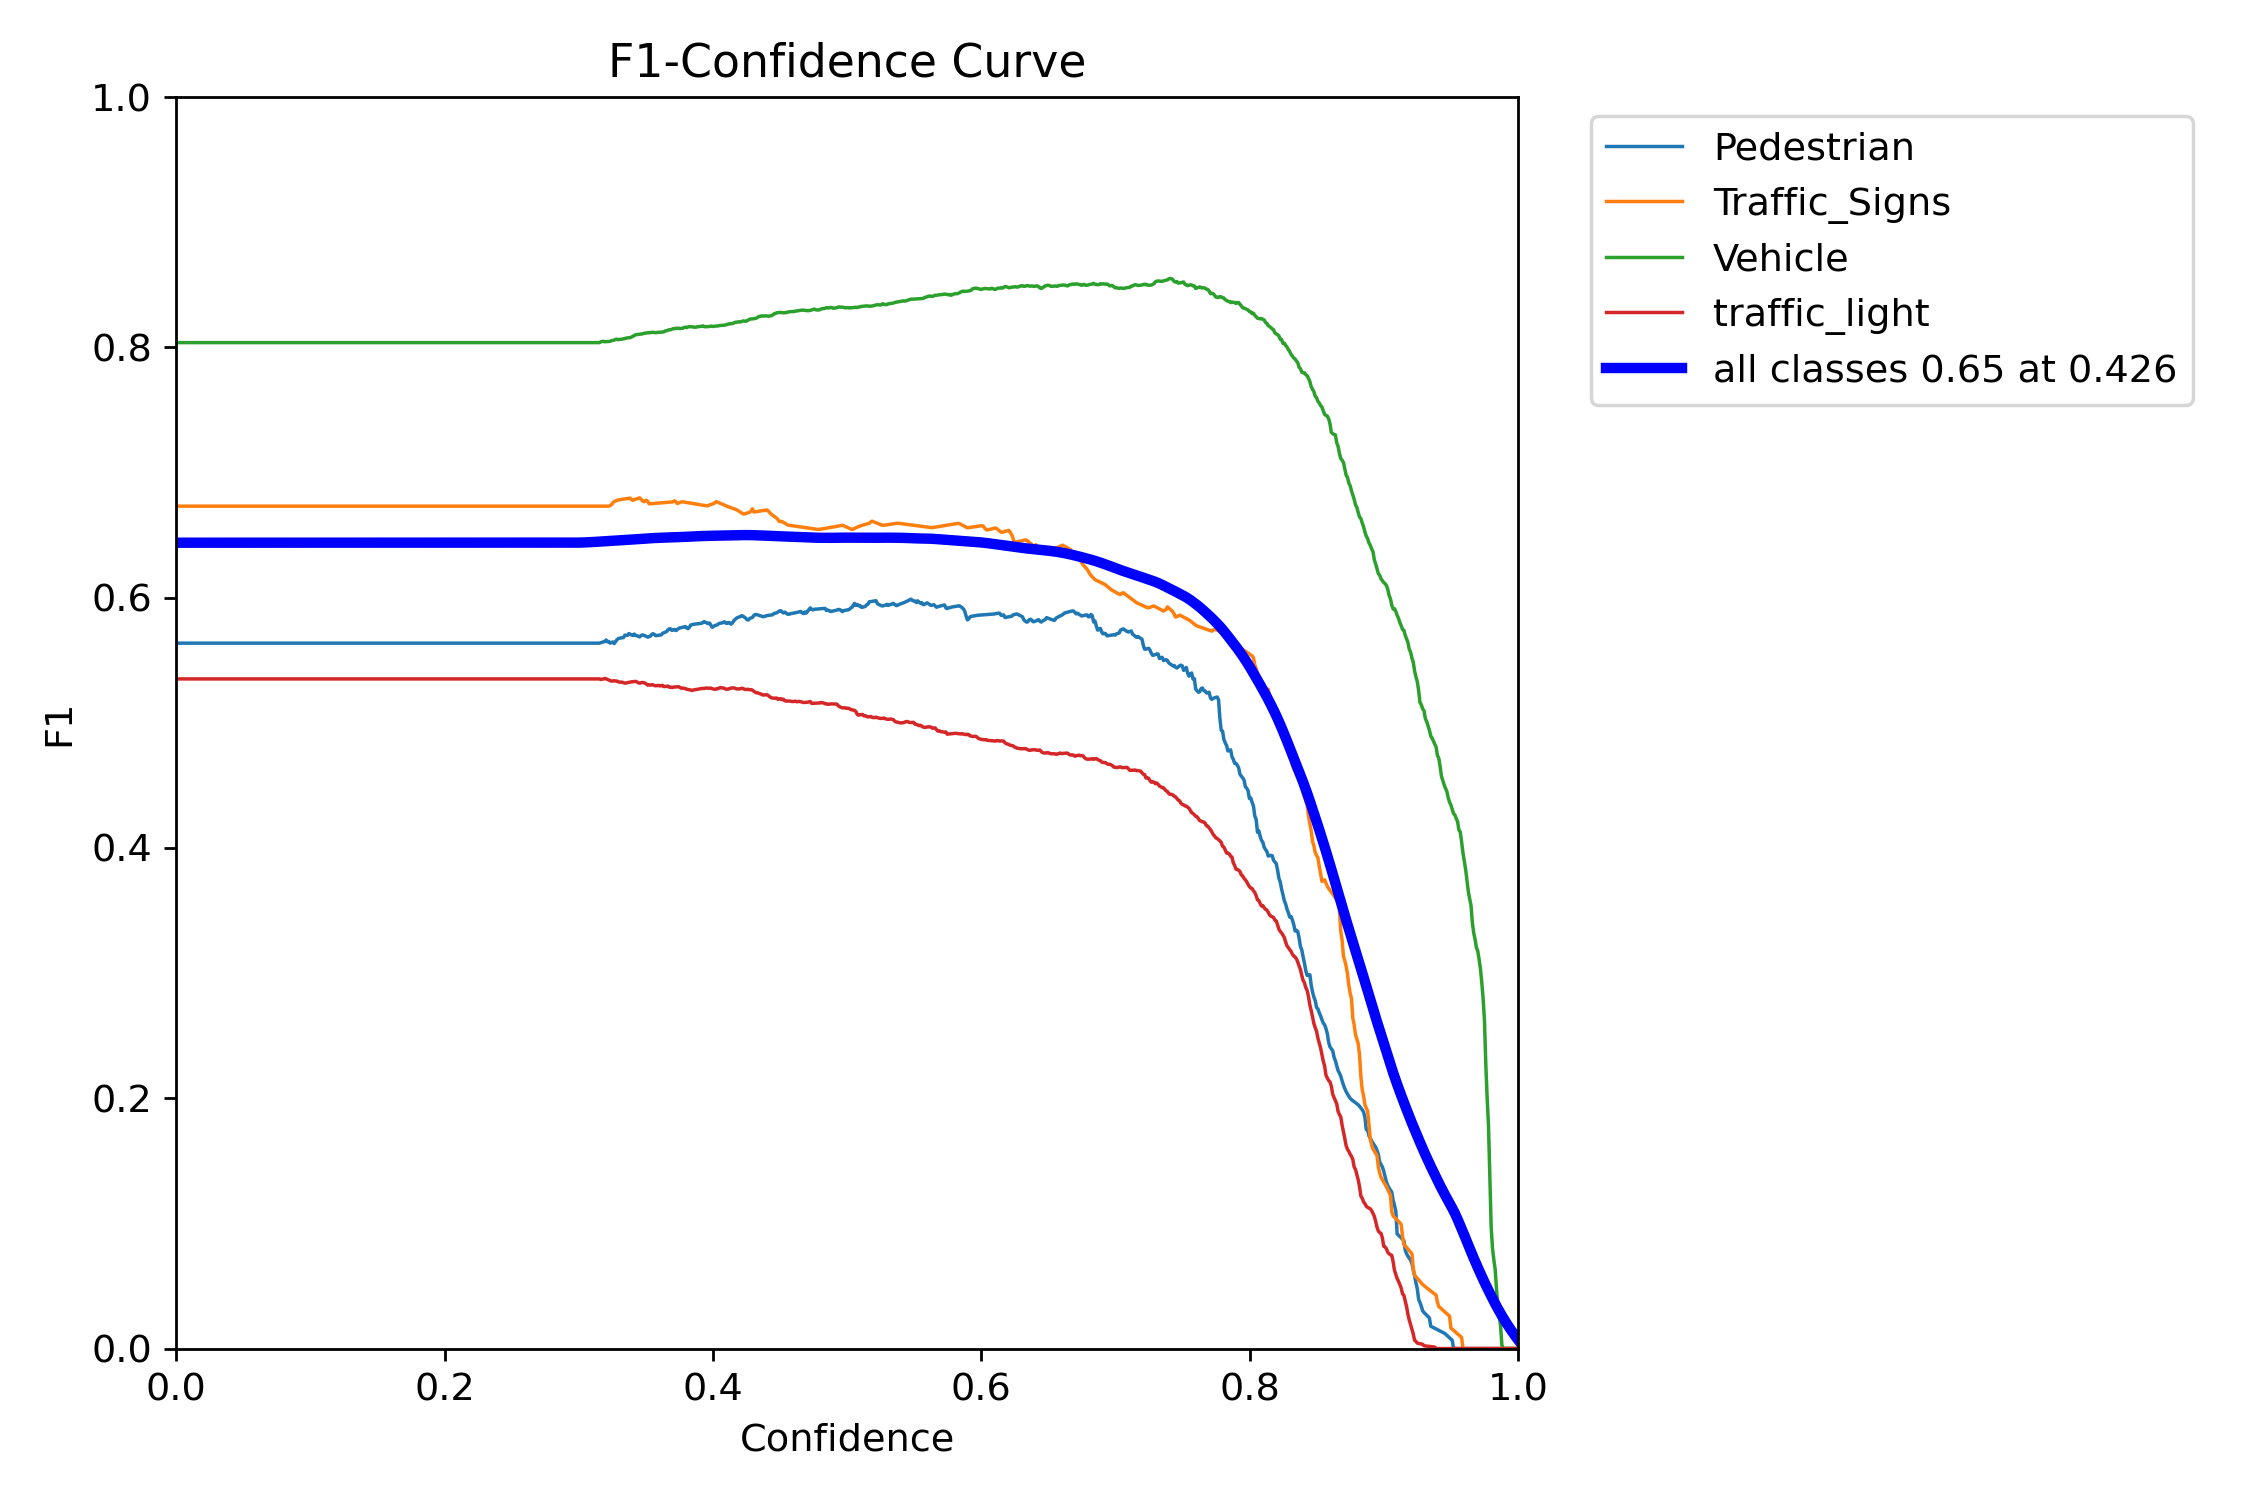 F1-Confidence Curve
1.0
0.8
0.6
0.4
0.2
0.0
F1
0.0 0.2 0.4 0.6 0.8 1.0
Confidence
Pedestrian
Traffic_Signs
Vehicle
traffic_light
all classes 0.65 at 0.426